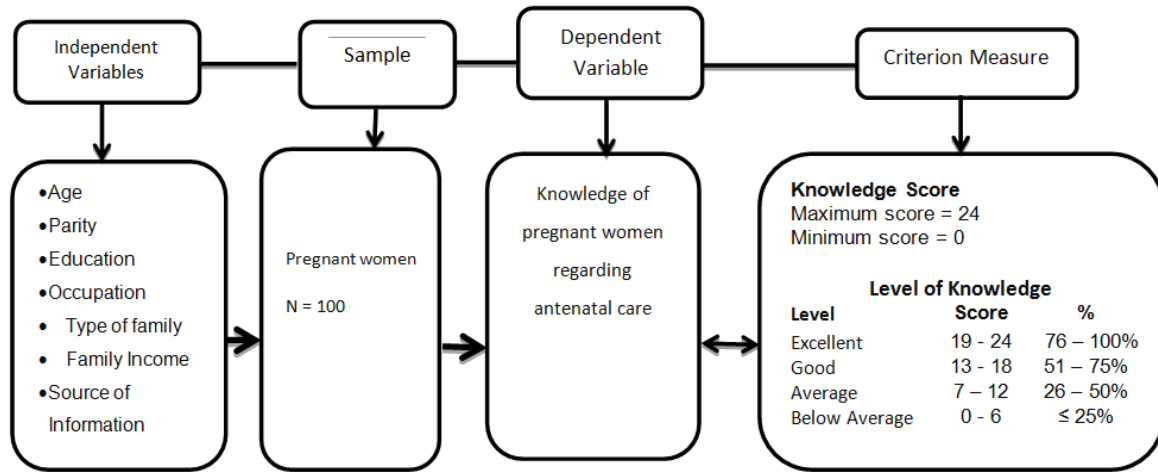 Independent
Variables
Sample
Dependent
Variable
Criterion Measure
•Age
•Parity
•Education
•Occupation
• Type of family
• Family Income
•Source of
Information
Pregnant women
N = 100
Knowledge of
pregnant women
regarding
antenatal care
Knowledge Score
Maximum score = 24
Minimum score = 0
Level of Knowledge
Level Score %
Excellent 19 - 24 76 – 100%
Good 13 - 18 51 – 75%
Average 7 – 12 26 – 50%
Below Average 0 - 6 ≤ 25%